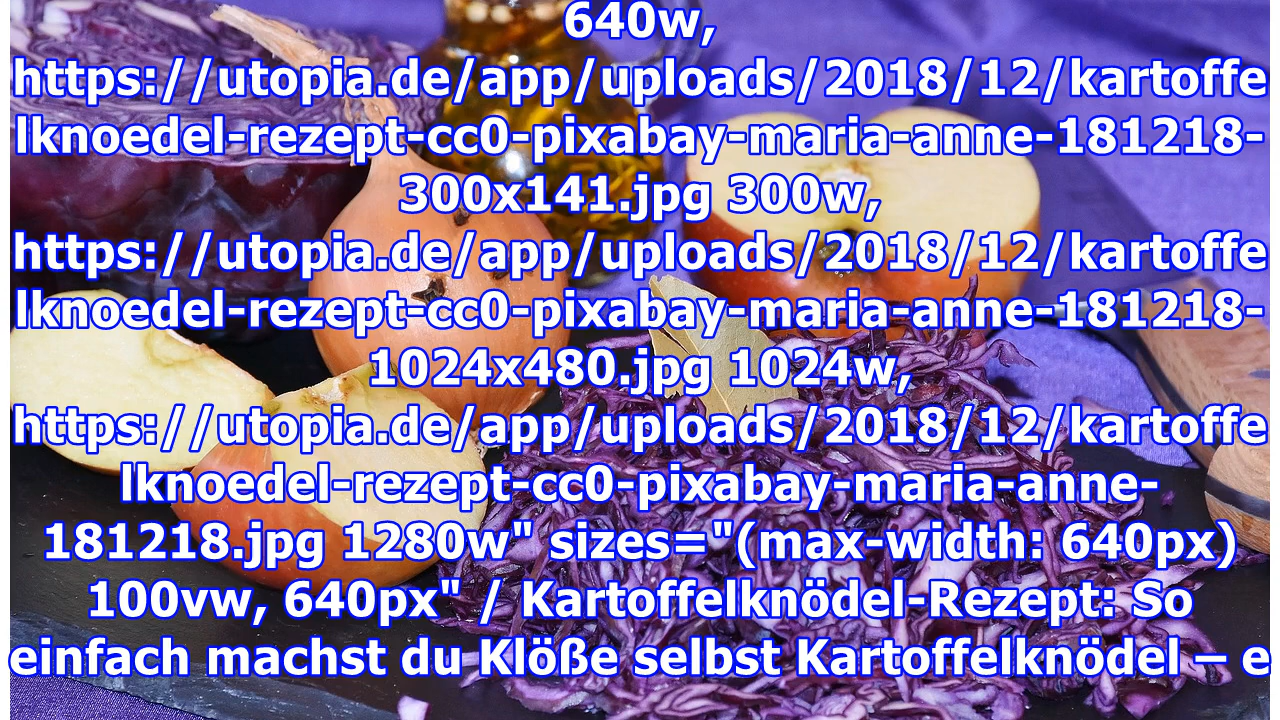 640w,
https://utopia.de/app/uploads/2018/12/kartoffe
lknoedel-rezept-cc0-pixabay-maria-anne-181218-
300x141.jpg 300w,
https://utopia.de/app/uploads/2018/12/kartoffe
lknoedel-rezept-cc0-pixabay-maria-anne-181218-
1024x480.jpg 1024w,
https://utopia.de/app/uploads/2018/12/kartoffe
lknoedel-rezept-cc0-pixabay-maria-anne-
181218.jpg 1280w" sizes="(max-width: 640px)
100vw, 640px" / Kartoffelknödel-Rezept: So
einfach machst du Klöße selbst Kartoffelknödel – e